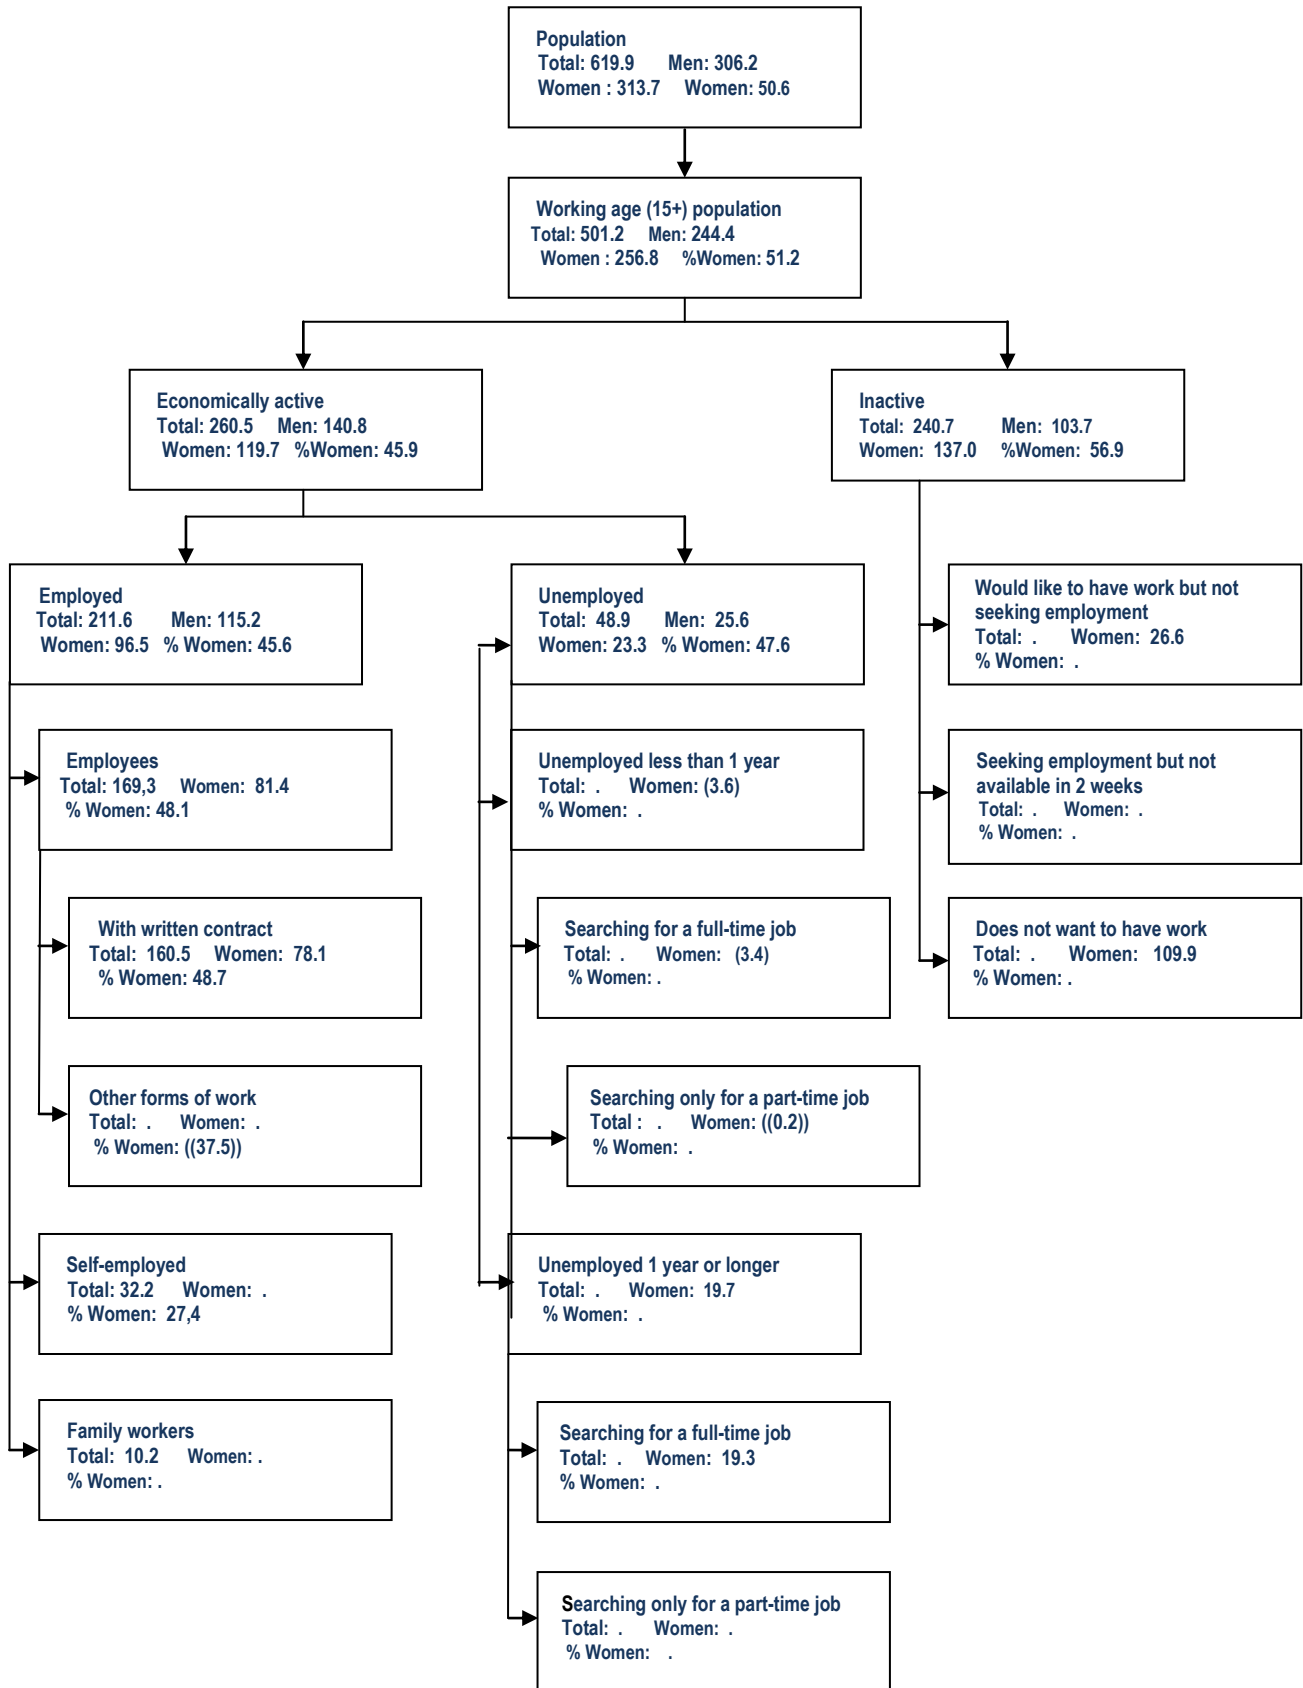 Population
Total: 619.9 Men: 306.2
Women : 313.7 Women: 50.6
Working age (15+) population
Total: 501.2 Men: 244.4
Women : 256.8 %Women: 51.2
Economically active
Total: 260.5 Men: 140.8
Women: 119.7 %Women: 45.9
Inactive
Total: 240.7 Men: 103.7
Women: 137.0 %Women: 56.9
Employed
Total: 211.6 Men: 115.2
Women: 96.5 % Women: 45.6
Unemployed
Total: 48.9 Men: 25.6
Women: 23.3 % Women: 47.6
Would like to have work but not
seeking employment
Total: . Women: 26.6
% Women: .
Employees
Total: 169,3 Women: 81.4
% Women: 48.1
Unemployed less than 1 year
Total: . Women: (3.6)
% Women: .
Seeking employment but not
available in 2 weeks
Total: . Women: .
% Women: .
With written contract
Total: 160.5 Women: 78.1
% Women: 48.7
Searching for a full-time job
Total: . Women: (3.4)
% Women: .
Does not want to have work
Total: . Women: 109.9
% Women: .
Other forms of work
Total: . Women: .
% Women: ((37.5))
Searching only for a part-time job
Total : . Women: ((0.2))
% Women: .
Self-employed
Total: 32.2 Women: .
% Women: 27,4
Unemployed 1 year or longer
Total: . Women: 19.7
% Women: .
Family workers
Total: 10.2 Women: .
% Women: .
Searching for a full-time job
Total: . Women: 19.3
% Women: .
Searching only for a part-time job
Total: . Women: .
% Women: .